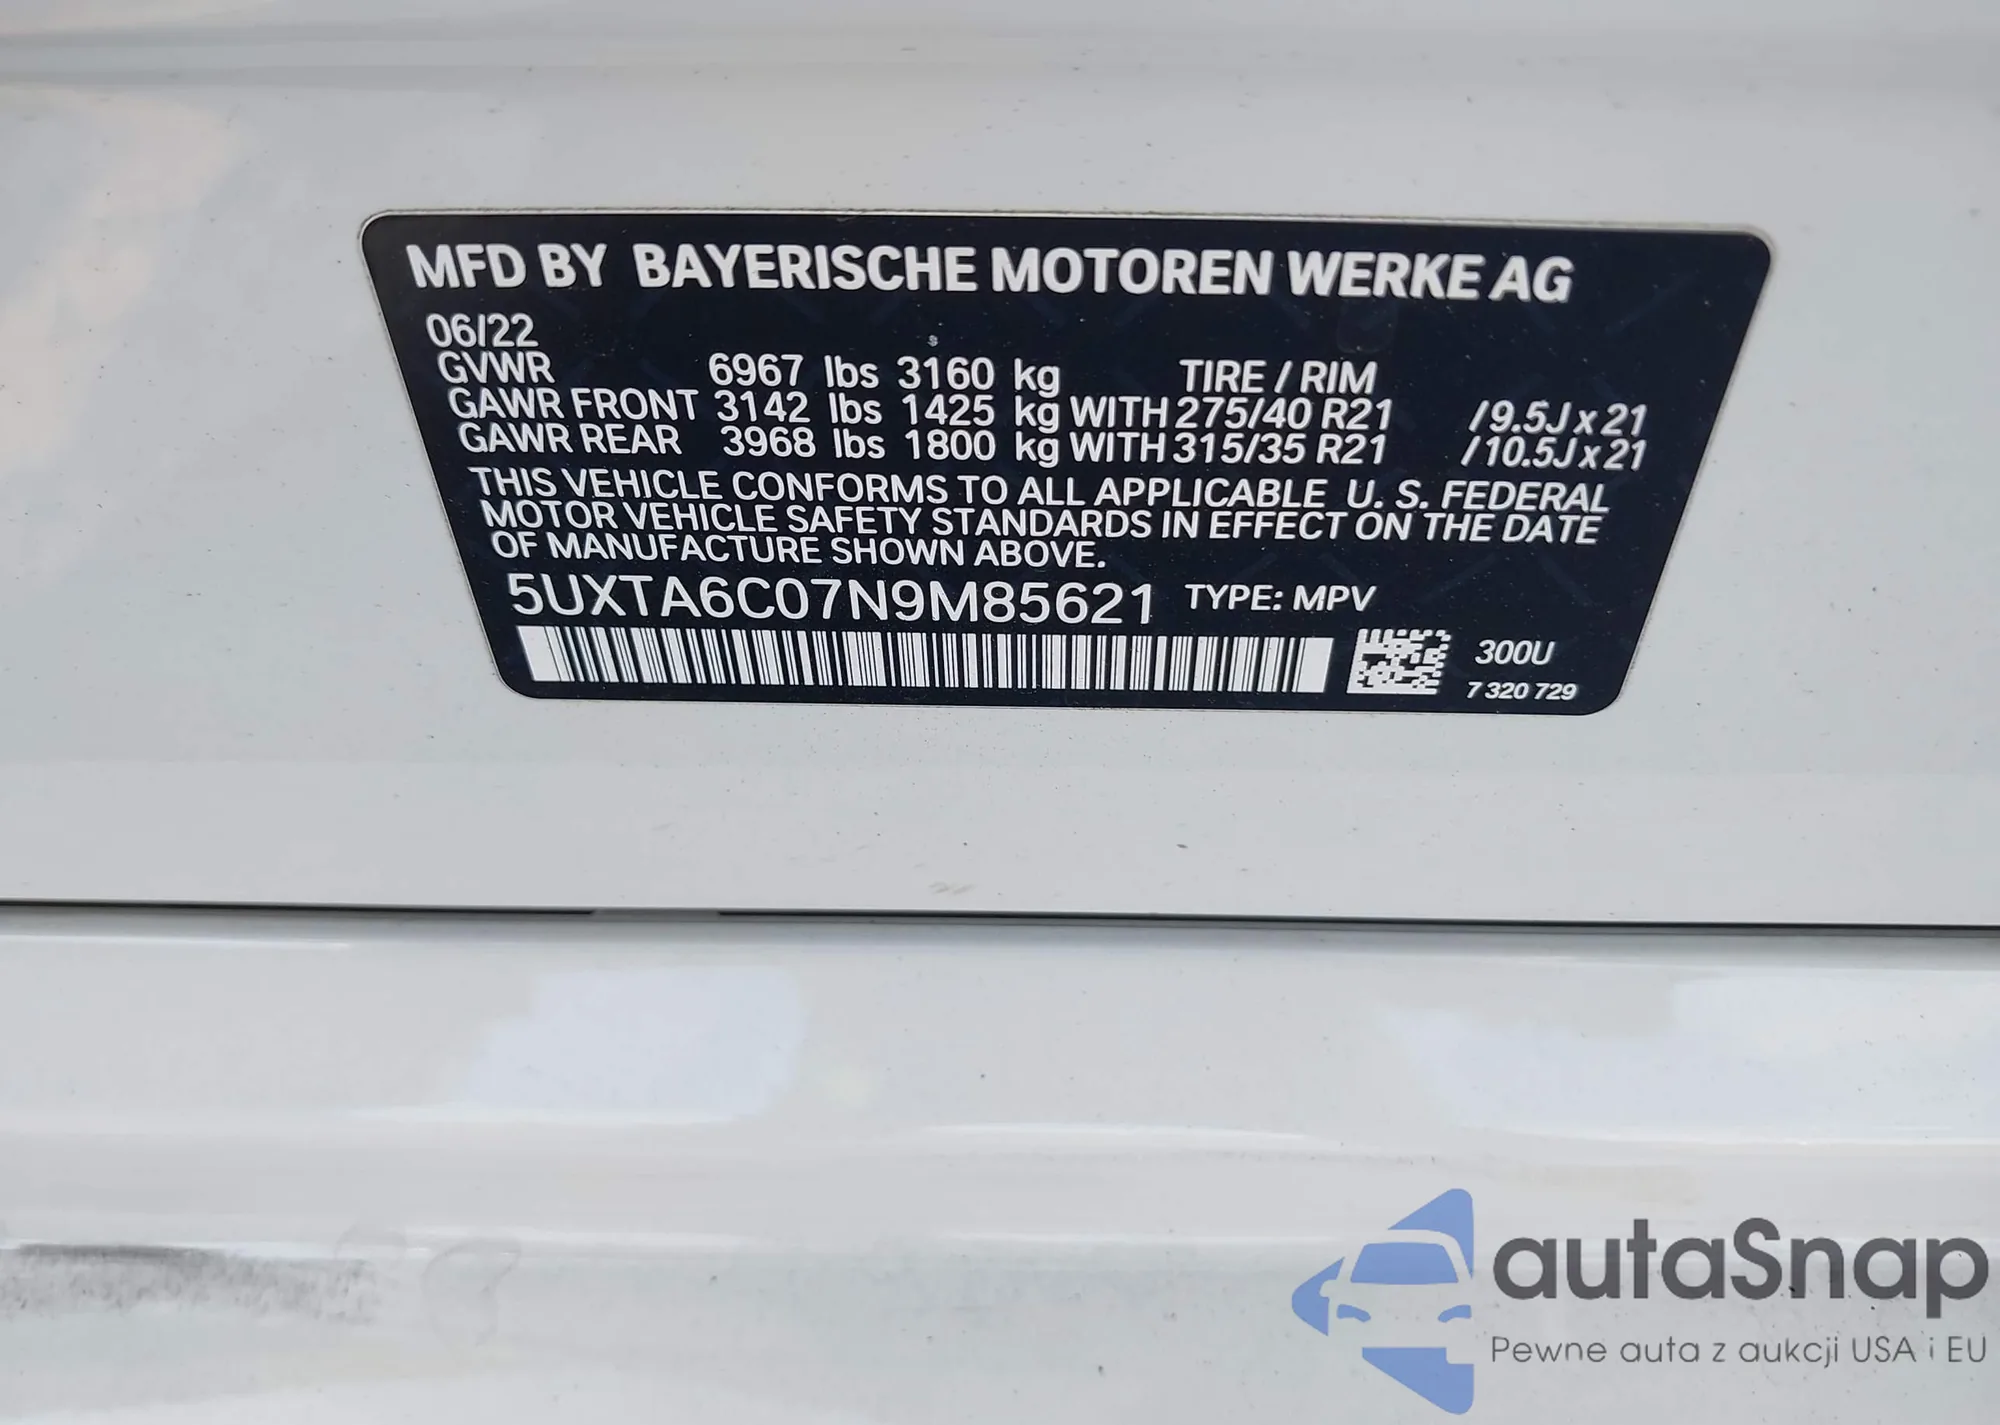 MFD BY BAYERISCHE MOTOREN WERKE AG
06/22
GVWR 6967 lbs 3160 kg TIRE / RIM
GAWR FRONT 3142 lbs 1425 kg WITH 275/40 R21 /9.5J x 21
GAWR REAR 3968 lbs 1800 kg WITH 315/35 R21 /10.5J x 21
THIS VEHICLE CONFORMS TO ALL APPLICABLE U. S. FEDERAL
MOTOR VEHICLE SAFETY STANDARDS IN EFFECT ON THE DATE
OF MANUFACTURE SHOWN ABOVE.
5UXTA6C07N9M85621 TYPE: MPV
300U
7 320 729
autaSnap
Pewne auta z aukcji USA i EU